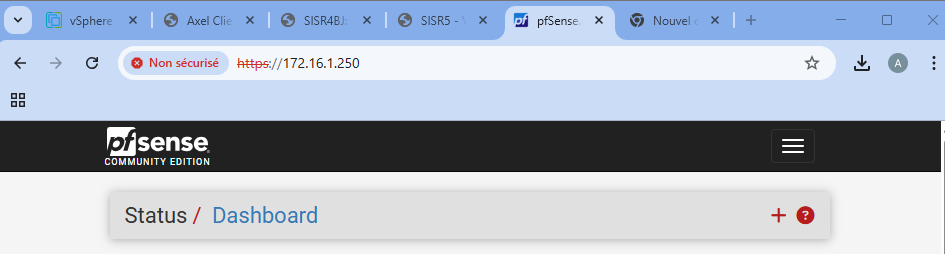 vSphere
Axel Clie
SISR4BJ:
SISR5 - V
pfSense.
Nouvel o
Non sécurisé
https://172.16.1.250
A
pfsense
COMMUNITY EDITION
Status / Dashboard